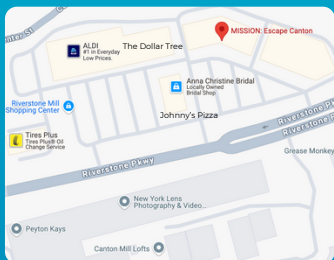 nter St
ALDI
#1 in Everyday
Low Prices.
The Dollar Tree
MISSION: Escape Canton
Anna Christine Bridal
Locally Owned
Bridal Shop
Riverstone Mill
Shopping Center
Johnny's Pizza
Tires Plus
Tires Plus® Oil
Change Service
Riverstone P
Riverstone P
Riverstone Pkwy
Grease Monkey
New York Lens
Photography & Video...
Peyton Kays
Canton Mill Lofts